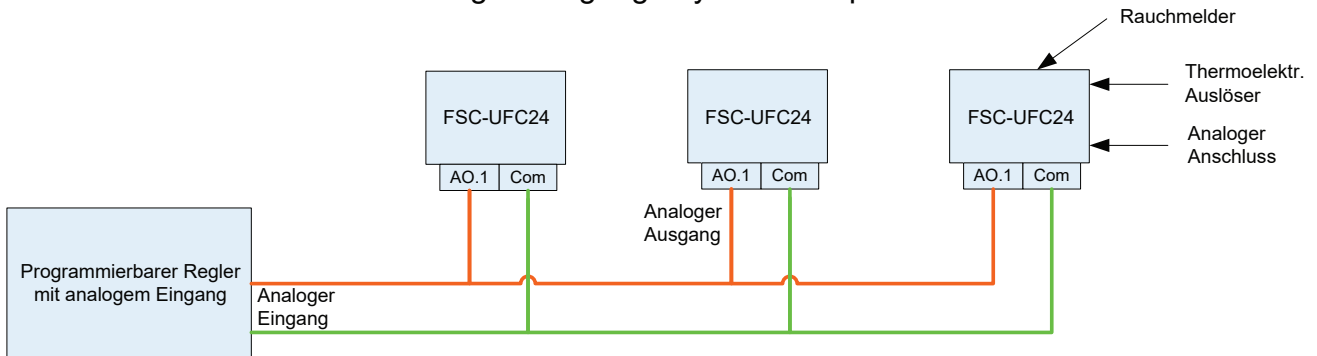 Rauchmelder
Thermoelektr.
Auslöser
Analoger
Anschluss
FSC-UFC24
FSC-UFC24
FSC-UFC24
AO.1 Com
AO.1 Com
AO.1 Com
Analoger
Ausgang
Programmierbarer Regler
mit analogem Eingang
Analoger
Eingang